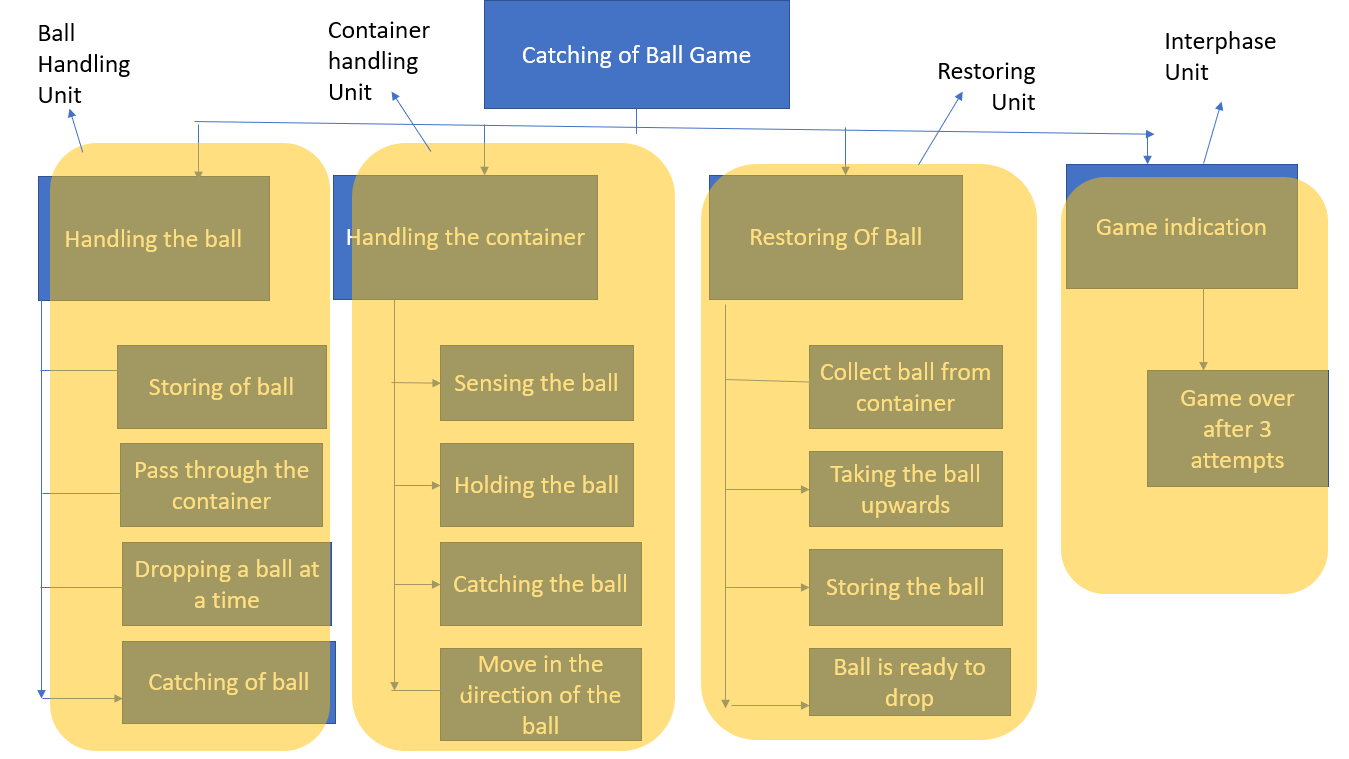 Ball
Handling
Unit
Container
handling
Unit
Catching of Ball Game
Restoring
Unit
Interphase
Unit
Handling the ball
Handling the container
Restoring Of Ball
Game indication
Storing of ball
Pass through the
container
Dropping a ball at
a time
Catching of ball
Sensing the ball
Holding the ball
Catching the ball
Move in the
direction of the
ball
Collect ball from
container
Taking the ball
upwards
Storing the ball
Ball is ready to
drop
Game over
after 3
attempts